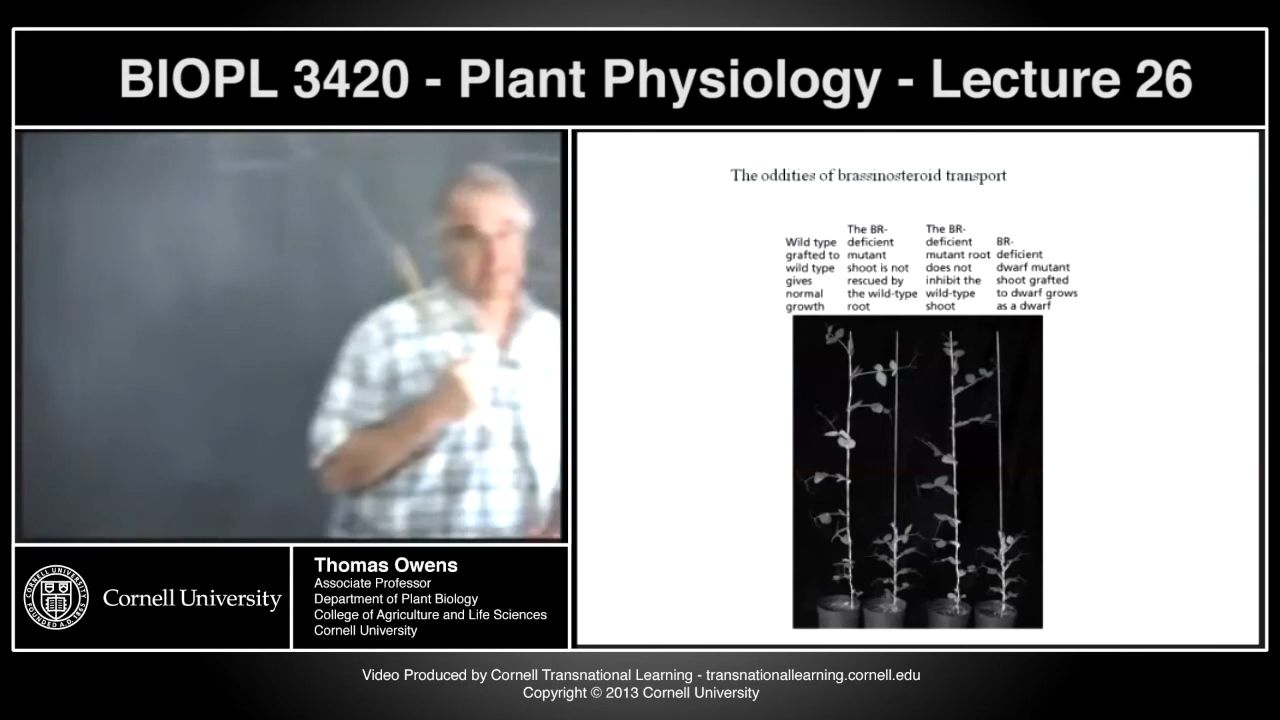 BIOPL 3420 - Plant Physiology - Lecture 26
The oddities of brassinosteroid transport
Wild type
grafted to
wild type
gives
normal
growth
The BR-
deficient
mutant
shoot is not
rescued by
the wild-type
root
The BR-
deficient
mutant root
does not
inhibit the
wild-type
shoot
BR-
deficient
dwarf mutant
shoot grafted
to dwarf grows
as a dwarf
Cornell University
Thomas Owens
Associate Professor
Department of Plant Biology
College of Agriculture and Life Sciences
Cornell University
Video Produced by Cornell Transnational Learning - transnationallearning.cornell.edu
Copyright © 2013 Cornell University